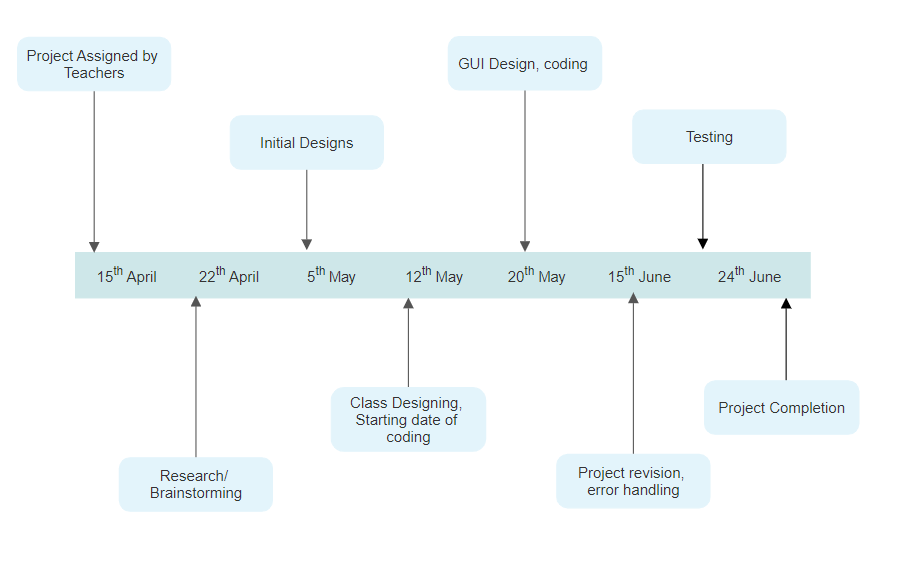 Project Assigned by
Teachers
GUI Design, coding
Initial Designs
Testing
15th April 22th April 5th May 12th May 20th May 15th June 24th June
Class Designing,
Starting date of
coding
Project Completion
Research/
Brainstorming
Project revision,
error handling